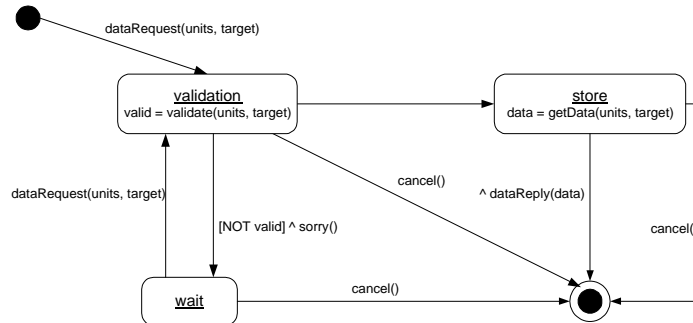 dataRequest(units, target)
validation
valid = validate(units, target)
store
data = getData(units, target)
dataRequest(units, target)
cancel()
^ dataReply(data)
[NOT valid] ^ sorry()
cancel(
wait
cancel()